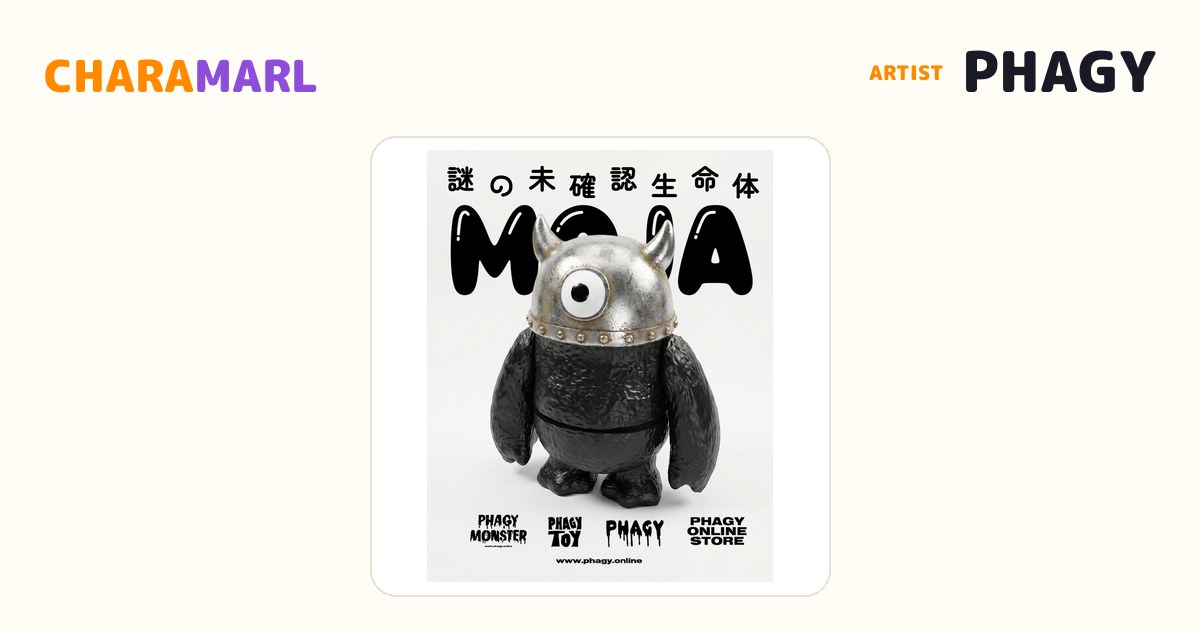 CHARAMARL
ARTIST PHAGY
謎の未確認生命体
MOJA
PHAGY MONSTER
PHAGY TOY
PHAGY
PHAGY ONLINE STORE
www.phagy.online